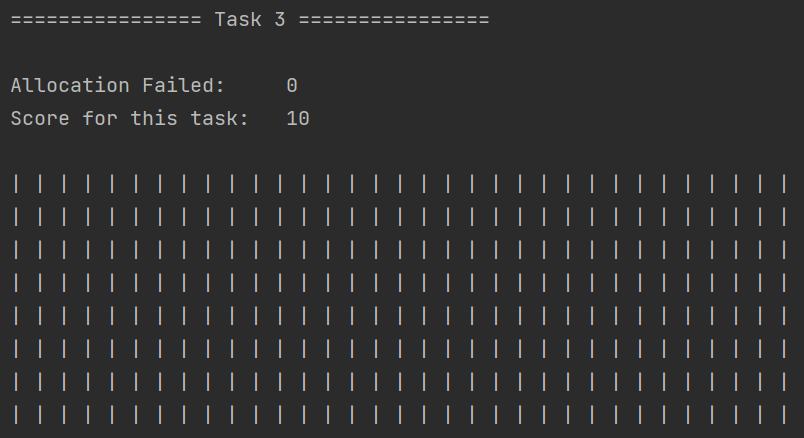 ================ Task 3 ================
Allocation Failed:     0
Score for this task:   10
| | | | | | | | | | | | | | | | | | | | | | | | | | | | | | | | |
| | | | | | | | | | | | | | | | | | | | | | | | | | | | | | | | |
| | | | | | | | | | | | | | | | | | | | | | | | | | | | | | | | |
| | | | | | | | | | | | | | | | | | | | | | | | | | | | | | | | |
| | | | | | | | | | | | | | | | | | | | | | | | | | | | | | | | |
| | | | | | | | | | | | | | | | | | | | | | | | | | | | | | | | |
| | | | | | | | | | | | | | | | | | | | | | | | | | | | | | | | |
| | | | | | | | | | | | | | | | | | | | | | | | | | | | | | | | |